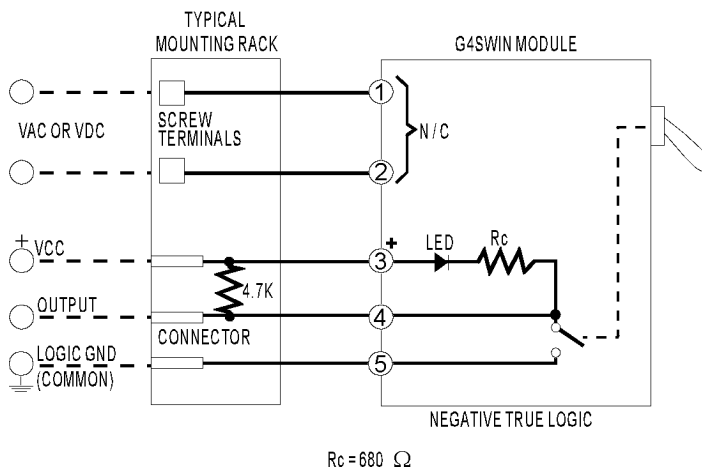 TYPICAL
MOUNTING RACK
G4SWIN MODULE
1
SCREW
TERMINALS
VAC OR VDC
N / C
2
+ VCC
3
+
LED
Rc
4.7K
OUTPUT
4
CONNECTOR
LOGIC GND
(COMMON)
5
NEGATIVE TRUE LOGIC
Rc = 680 Ω